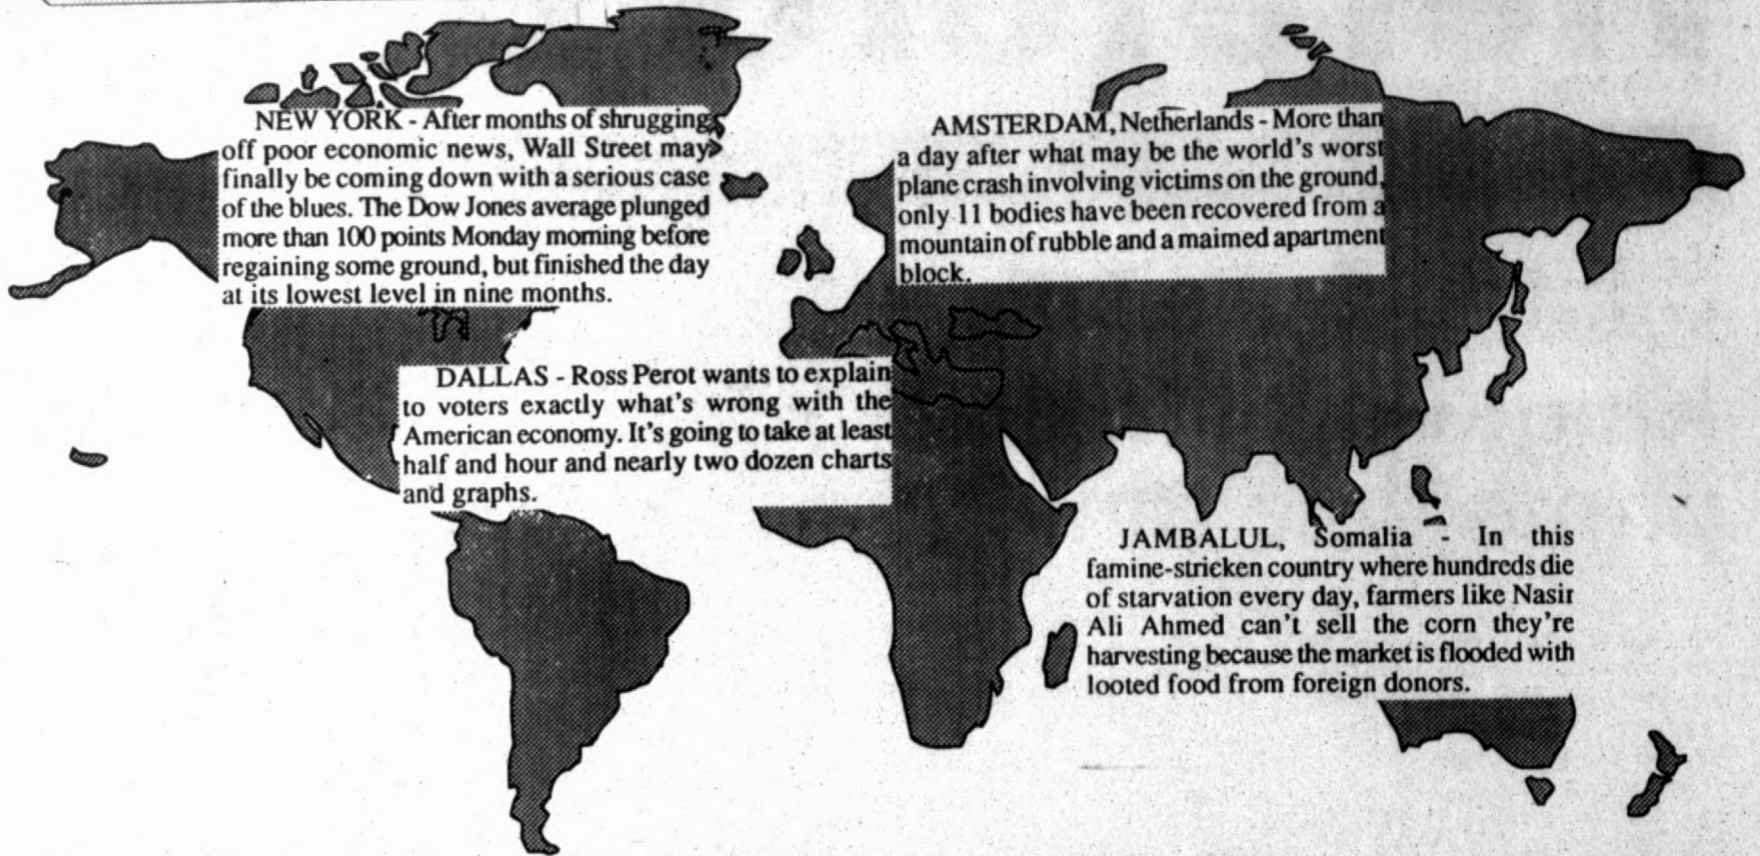 NEW YORK - After months of shrugging
off poor economic news, Wall Street may
finally be coming down with a serious case
of the blues. The Dow Jones average plunged
more than 100 points Monday morning before
regaining some ground, but finished the day
at its lowest level in nine months.
AMSTERDAM, Netherlands - More than
a day after what may be the world's worst
plane crash involving victims on the ground,
only 11 bodies have been recovered from a
mountain of rubble and a maimed apartment
block.
DALLAS - Ross Perot wants to explain
to voters exactly what's wrong with the
American economy. It's going to take at least
half and hour and nearly two dozen charts
and graphs.
JAMBALUL, Somalia - In this
famine-stricken country where hundreds die
of starvation every day, farmers like Nasir
Ali Ahmed can't sell the corn they're
harvesting because the market is flooded with
looted food from foreign donors.